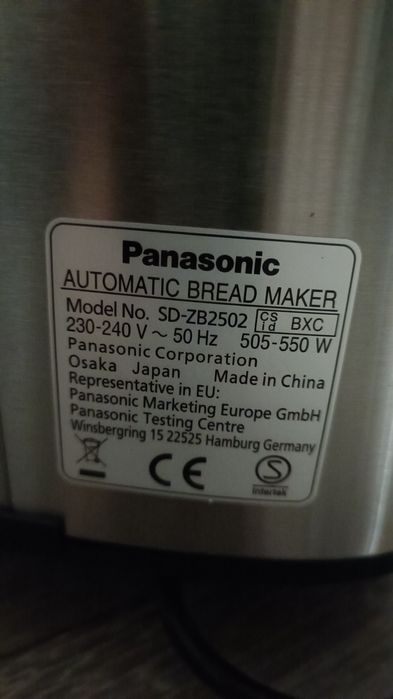 Panasonic
AUTOMATIC BREAD MAKER
Model No. SD-ZB2502 CS id BXC
230-240 V ~ 50 Hz 505-550 W
Panasonic Corporation
Osaka Japan Made in China
Representative in EU:
Panasonic Marketing Europe GmbH
Panasonic Testing Centre
Winsbergring 15 22525 Hamburg Germany
CE
S
Intertek